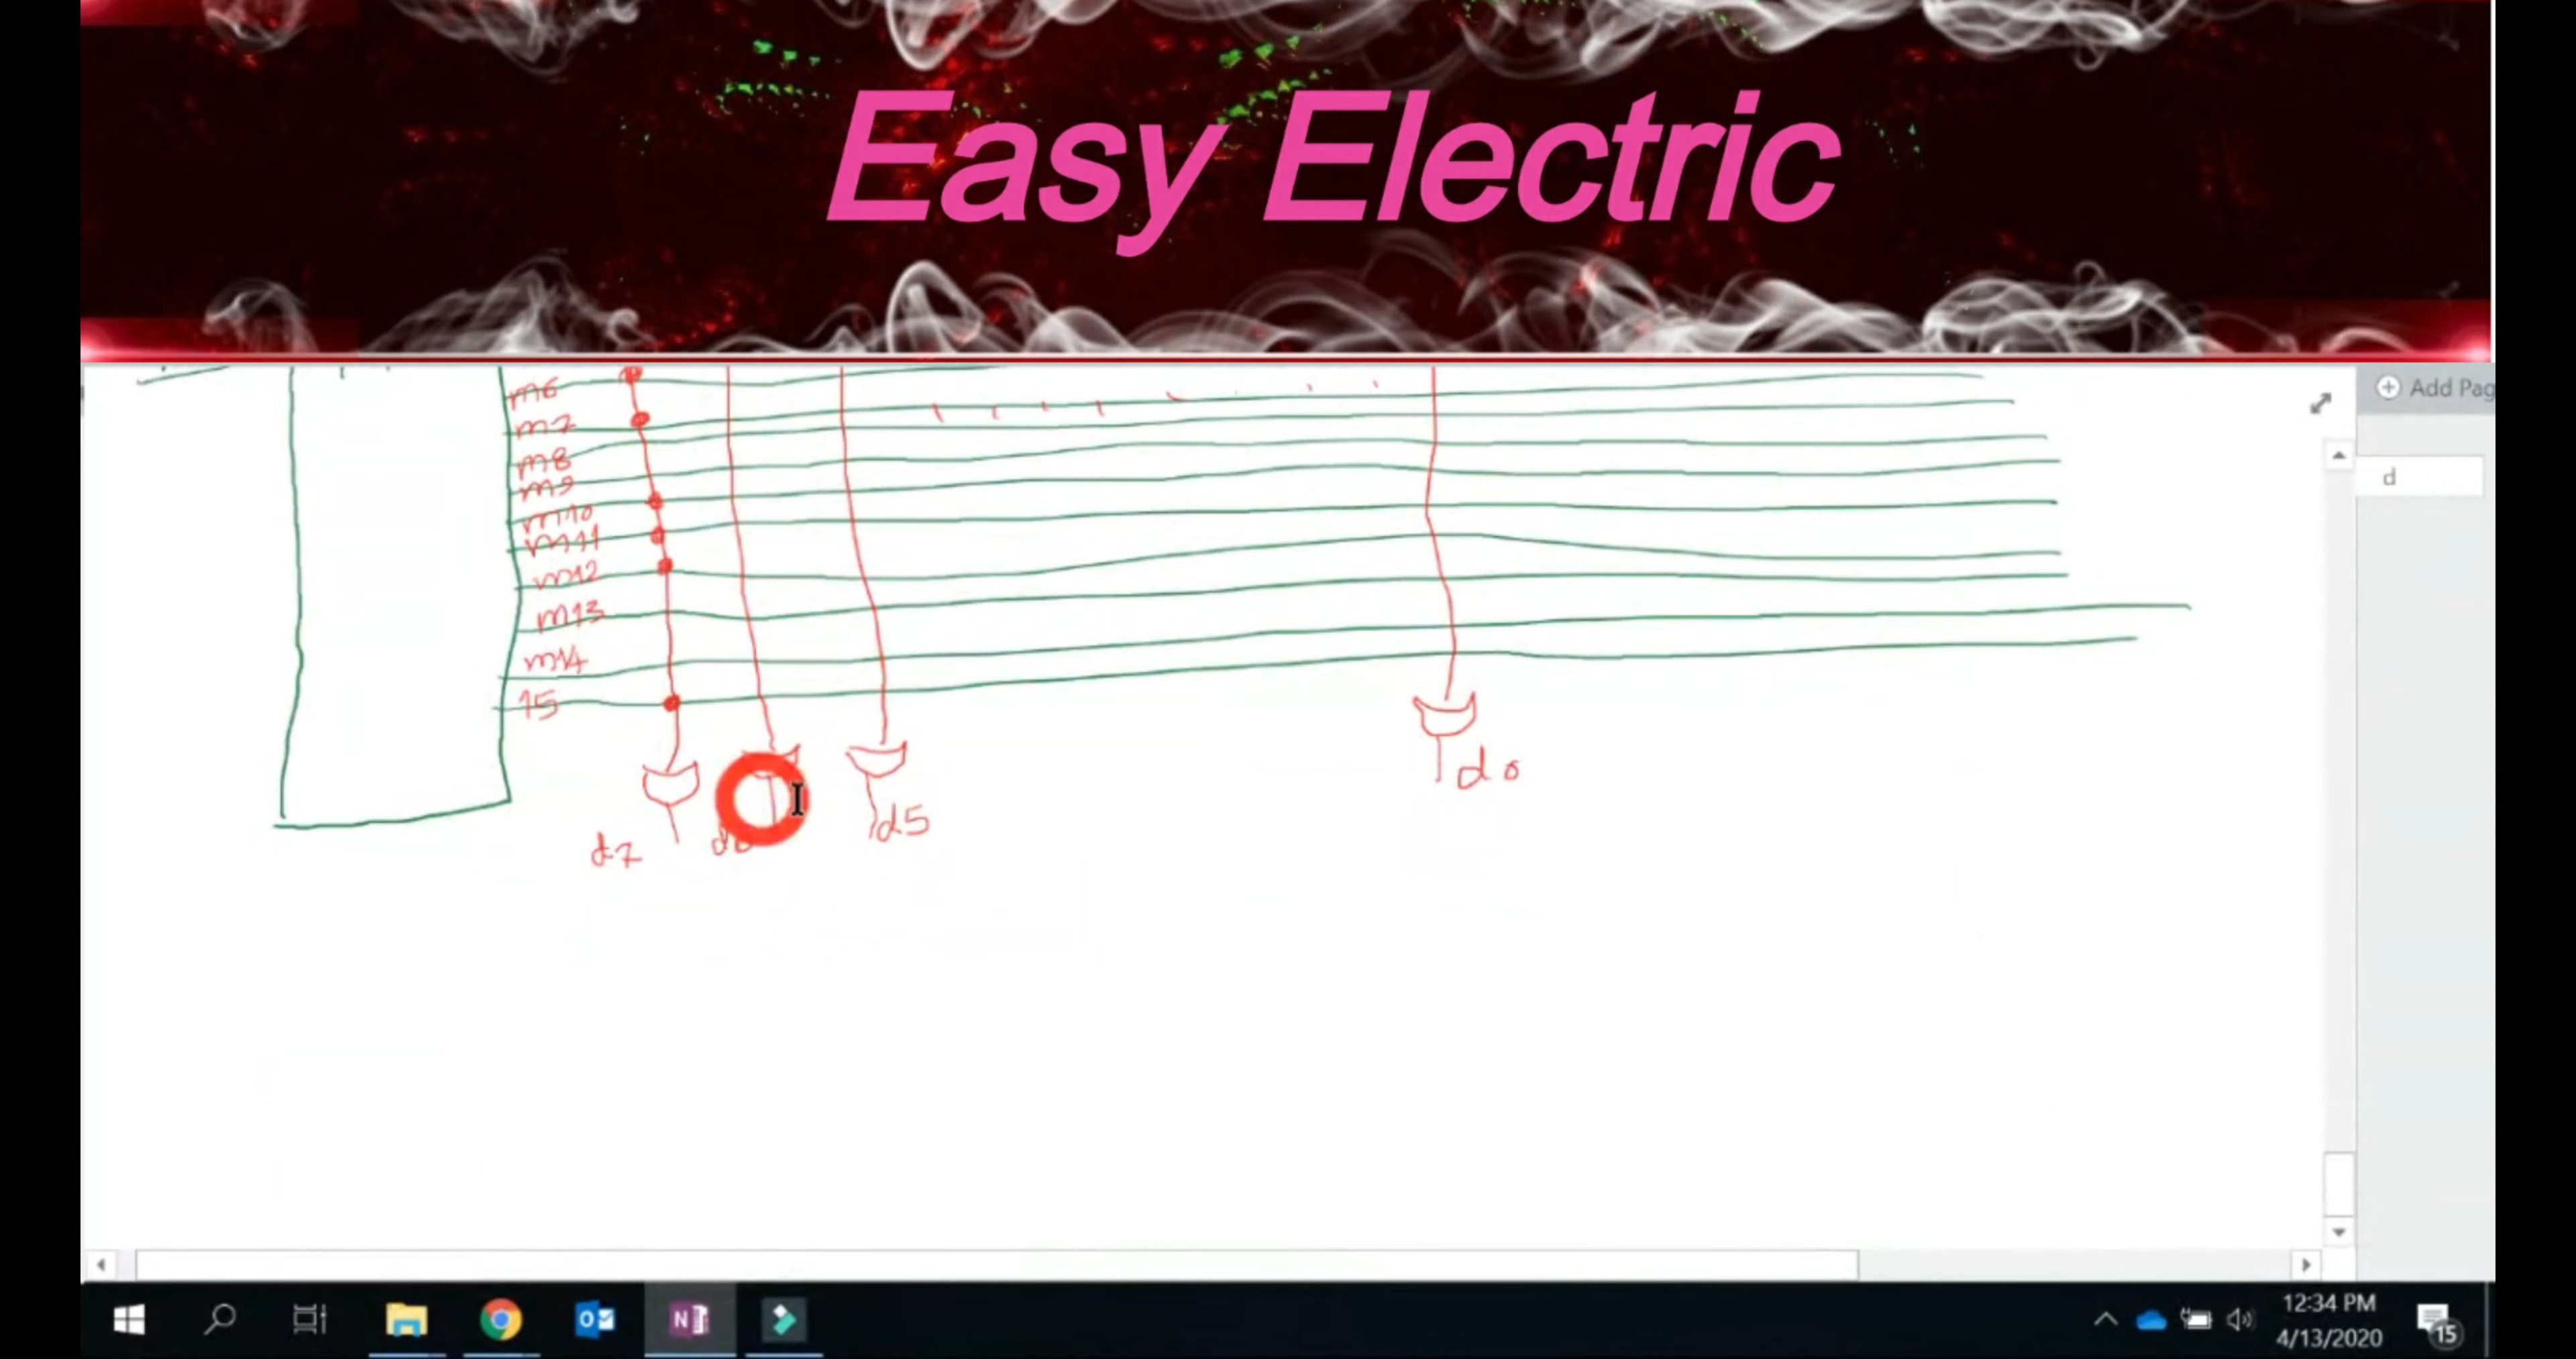 Easy Electric
Add Pag
d
m6
m7
m8
m9
m10
m11
m12
m13
m14
15
d7
d5
d0
12:34 PM
4/13/2020
15